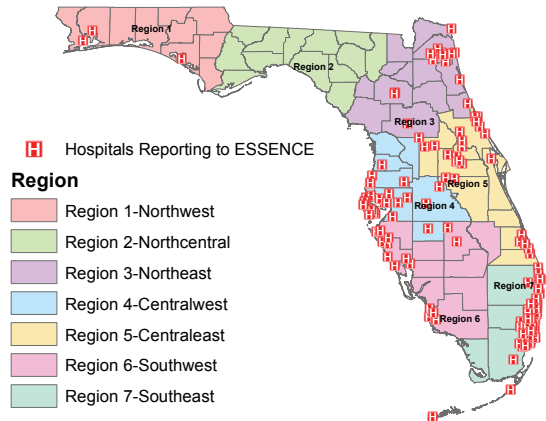 Region 1
Region 2
Region 3
Region 5
Region 4
Region 7
Region 6
H Hospitals Reporting to ESSENCE
Region
Region 1-Northwest
Region 2-Northcentral
Region 3-Northeast
Region 4-Centralwest
Region 5-Centraleast
Region 6-Southwest
Region 7-Southeast